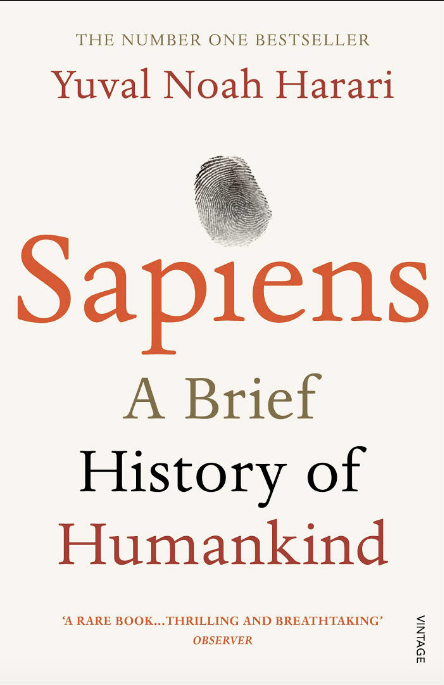 THE NUMBER ONE BESTSELLER
Yuval Noah Harari
Sapiens
A Brief
History of
Humankind
‘A RARE BOOK...THRILLING AND BREATHTAKING’
OBSERVER
VINTAGE